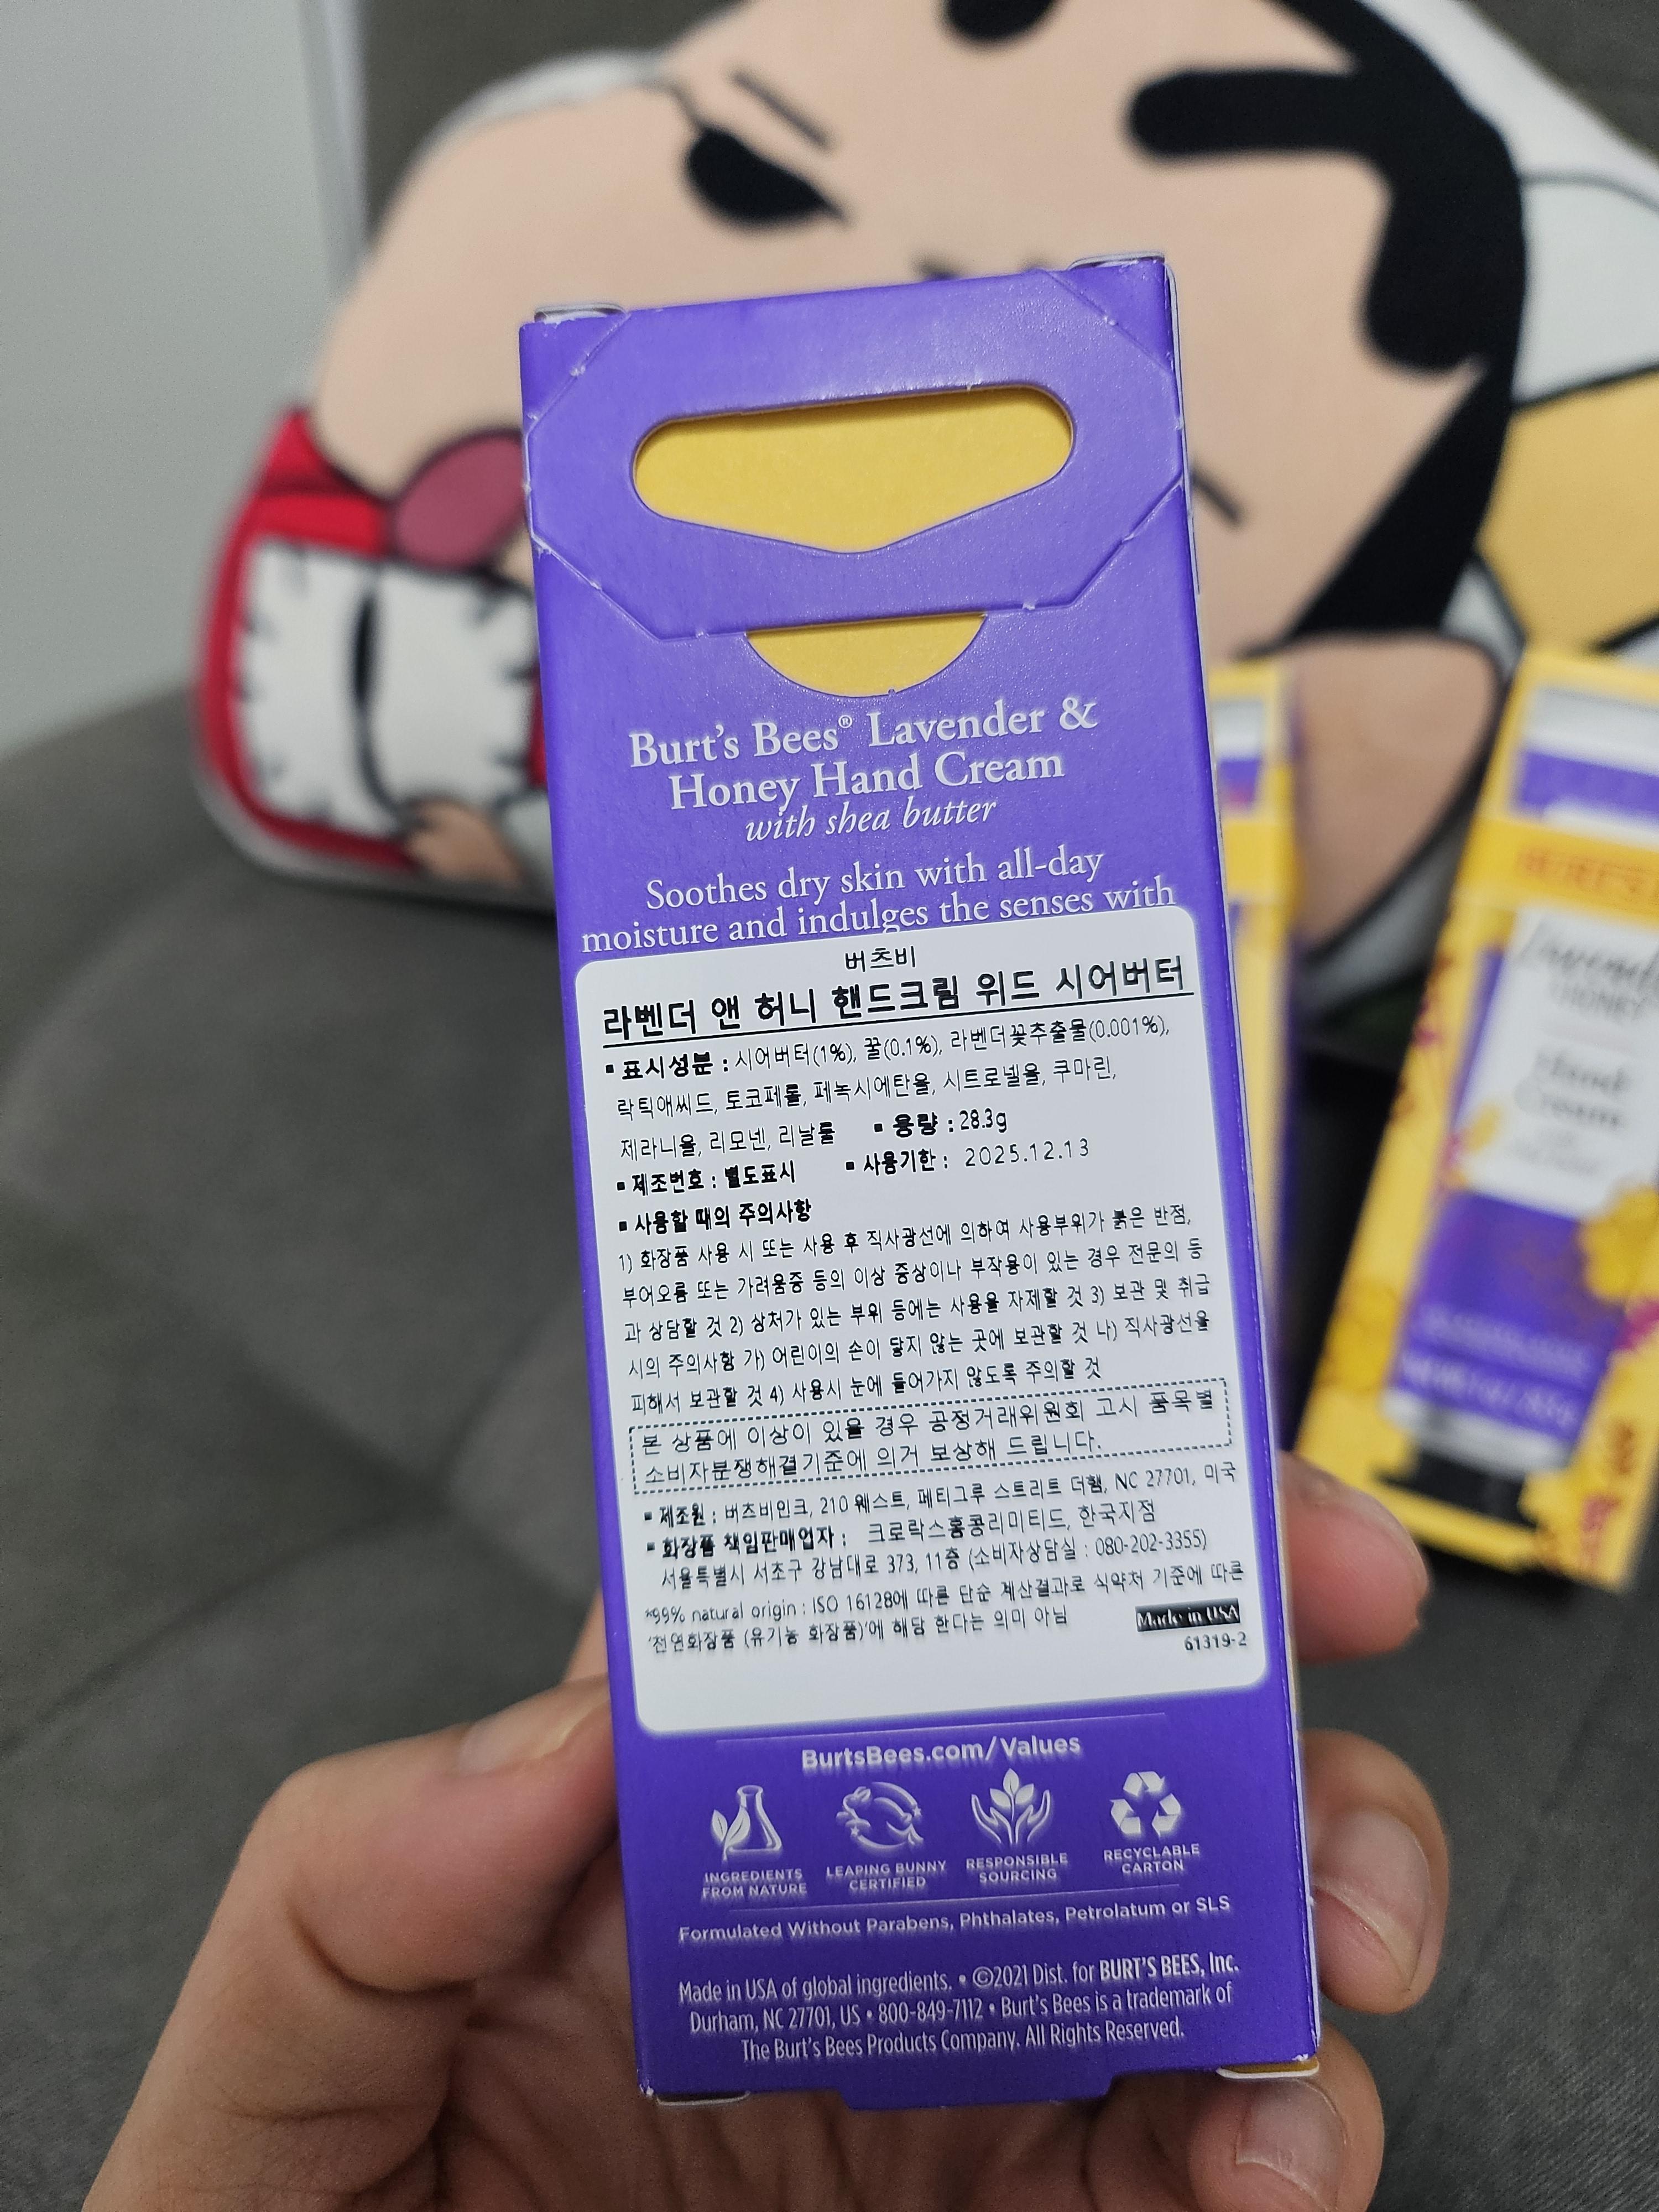 Burt's Bees® Lavender &
Honey Hand Cream
with shea butter
Soothes dry skin with all-day
moisture and indulges the senses with
버츠비
라벤더 앤 허니 핸드크림 위드 시어버터
▪ 표시성분 : 시어버터(1%), 꿀(0.1%), 라벤더꽃추출물(0.001%),
락틱애씨드, 토코페롤, 페녹시에탄올, 시트로넬올, 쿠마린,
제라니올, 리모넨, 리날룰 ▪ 용량 : 28.3g
▪ 제조번호 : 별도표시 ▪ 사용기한 : 2025.12.13
▪ 사용할 때의 주의사항
1) 화장품 사용 시 또는 사용 후 직사광선에 의하여 사용부위가 붉은 반점,
부어오름 또는 가려움증 등의 이상 증상이나 부작용이 있는 경우 전문의 등
과 상담할 것 2) 상처가 있는 부위 등에는 사용을 자제할 것 3) 보관 및 취급
시의 주의사항 가) 어린이의 손이 닿지 않는 곳에 보관할 것 나) 직사광선을
피해서 보관할 것 4) 사용시 눈에 들어가지 않도록 주의할 것
본 상품에 이상이 있을 경우 공정거래위원회 고시 품목별
소비자분쟁해결기준에 의거 보상해 드립니다.
▪ 제조원 : 버츠비인크, 210 웨스트, 페티그루 스트리트 더햄, NC 27701, 미국
▪ 화장품 책임판매업자 : 크로락스홍콩리미티드, 한국지점
서울특별시 서초구 강남대로 373, 11층 (소비자상담실 : 080-202-3355)
*99% natural origin : ISO 16128에 따른 단순 계산결과로 식약처 기준에 따른
'천연화장품 (유기농 화장품)'에 해당 한다는 의미 아님
Made in USA
61319-2
BurtsBees.com/Values
INGREDIENTS
FROM NATURE
LEAPING BUNNY
CERTIFIED
RESPONSIBLE
SOURCING
RECYCLABLE
CARTON
Formulated Without Parabens, Phthalates, Petrolatum or SLS
Made in USA of global ingredients. • ©2021 Dist. for BURT'S BEES, Inc.
Durham, NC 27701, US • 800-849-7112 • Burt's Bees is a trademark of
The Burt's Bees Products Company. All Rights Reserved.
Hand
Cream